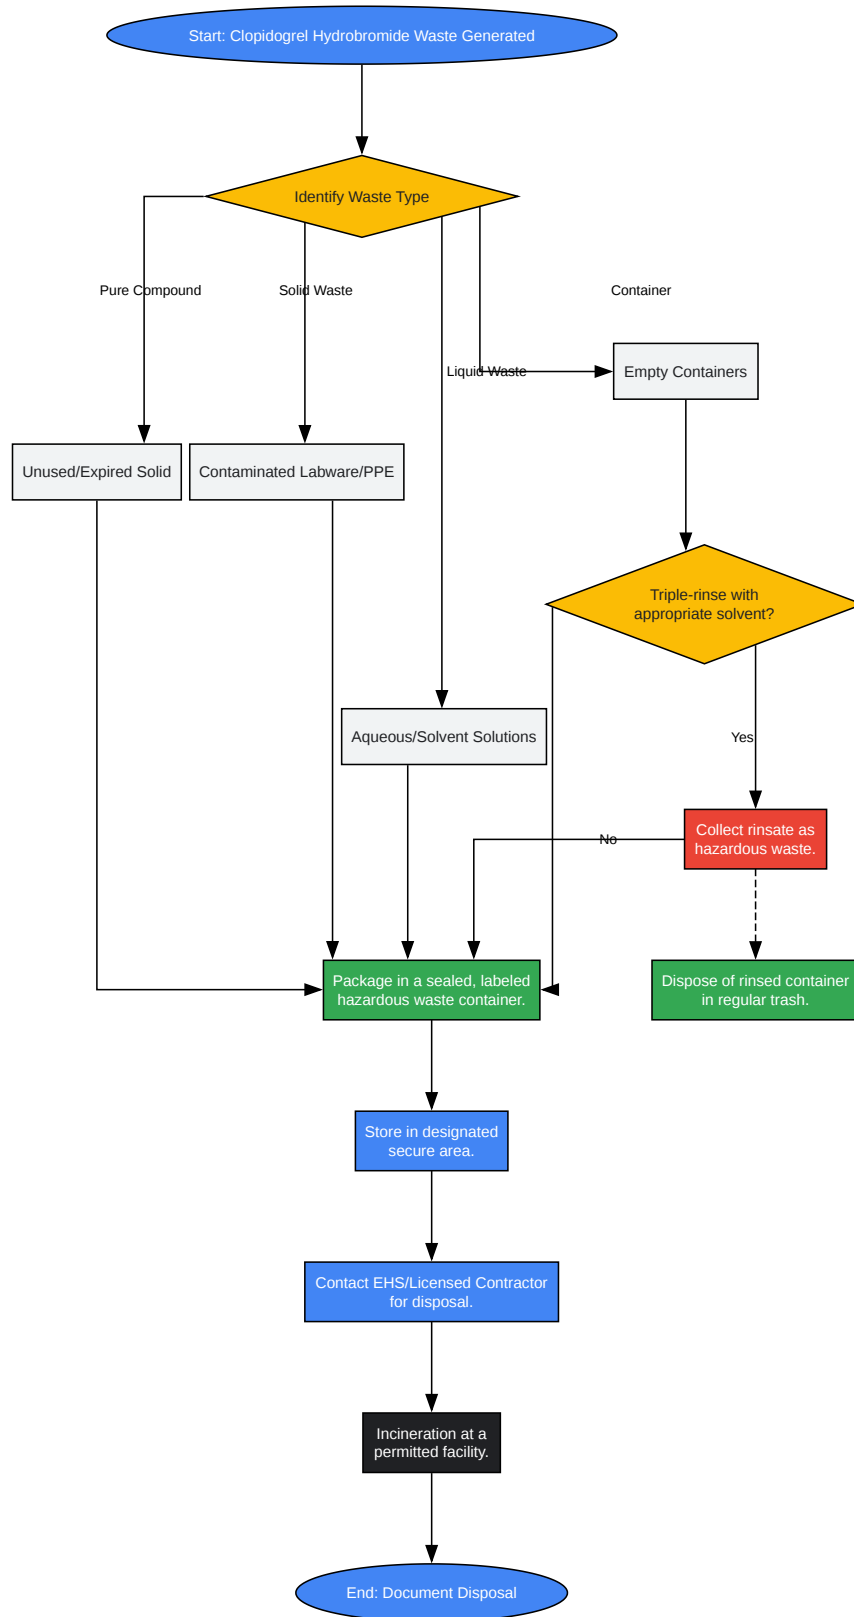 Start: Clopidogrel Hydrobromide Waste Generated
Identify Waste Type
Pure Compound
Solid Waste
Container
Liquid Waste
Empty Containers
Unused/Expired Solid
Contaminated Labware/PPE
Triple-rinse with
appropriate solvent?
Aqueous/Solvent Solutions
Yes
No
Collect rinsate as
hazardous waste.
Package in a sealed, labeled
hazardous waste container.
Dispose of rinsed container
in regular trash.
Store in designated
secure area.
Contact EHS/Licensed Contractor
for disposal.
Incineration at a
permitted facility.
End: Document Disposal